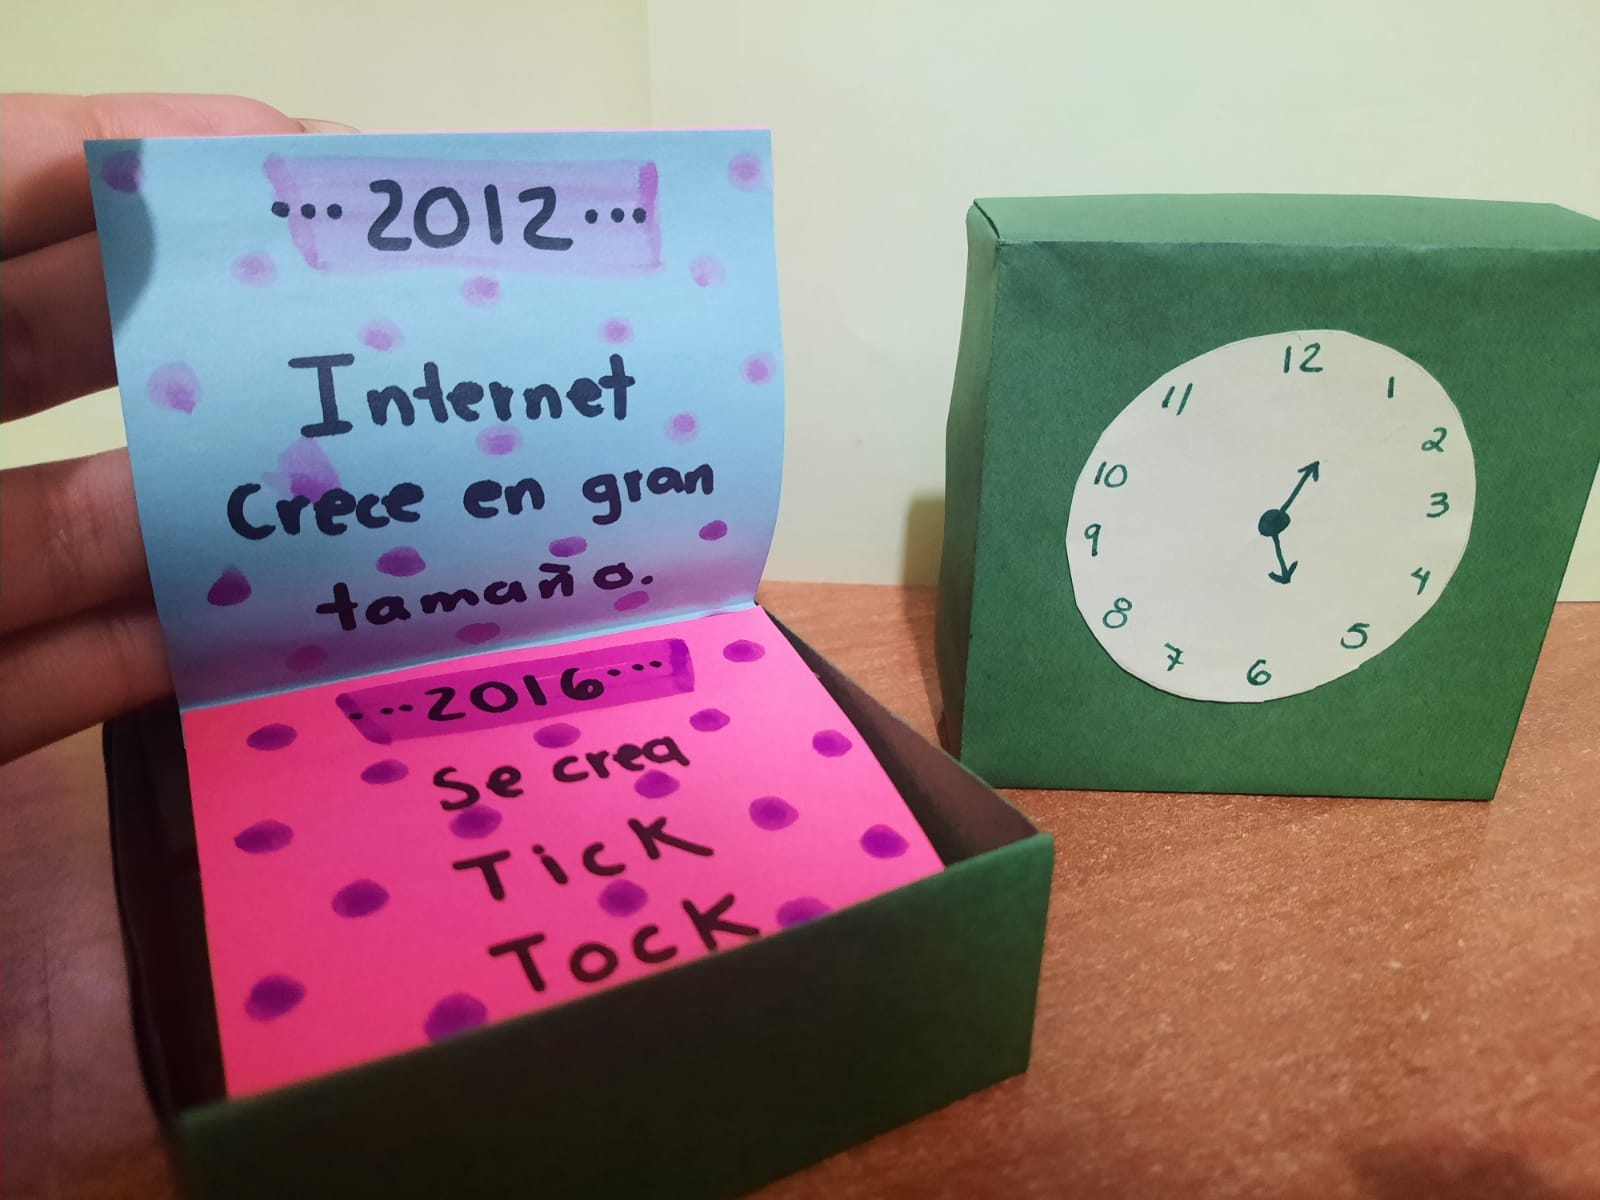 ...2012...
Internet
Crece en gran
tamaño.
...2016...
Se crea
Tick
Tock
12
11
1
10
2
9
3
8
4
7
5
6